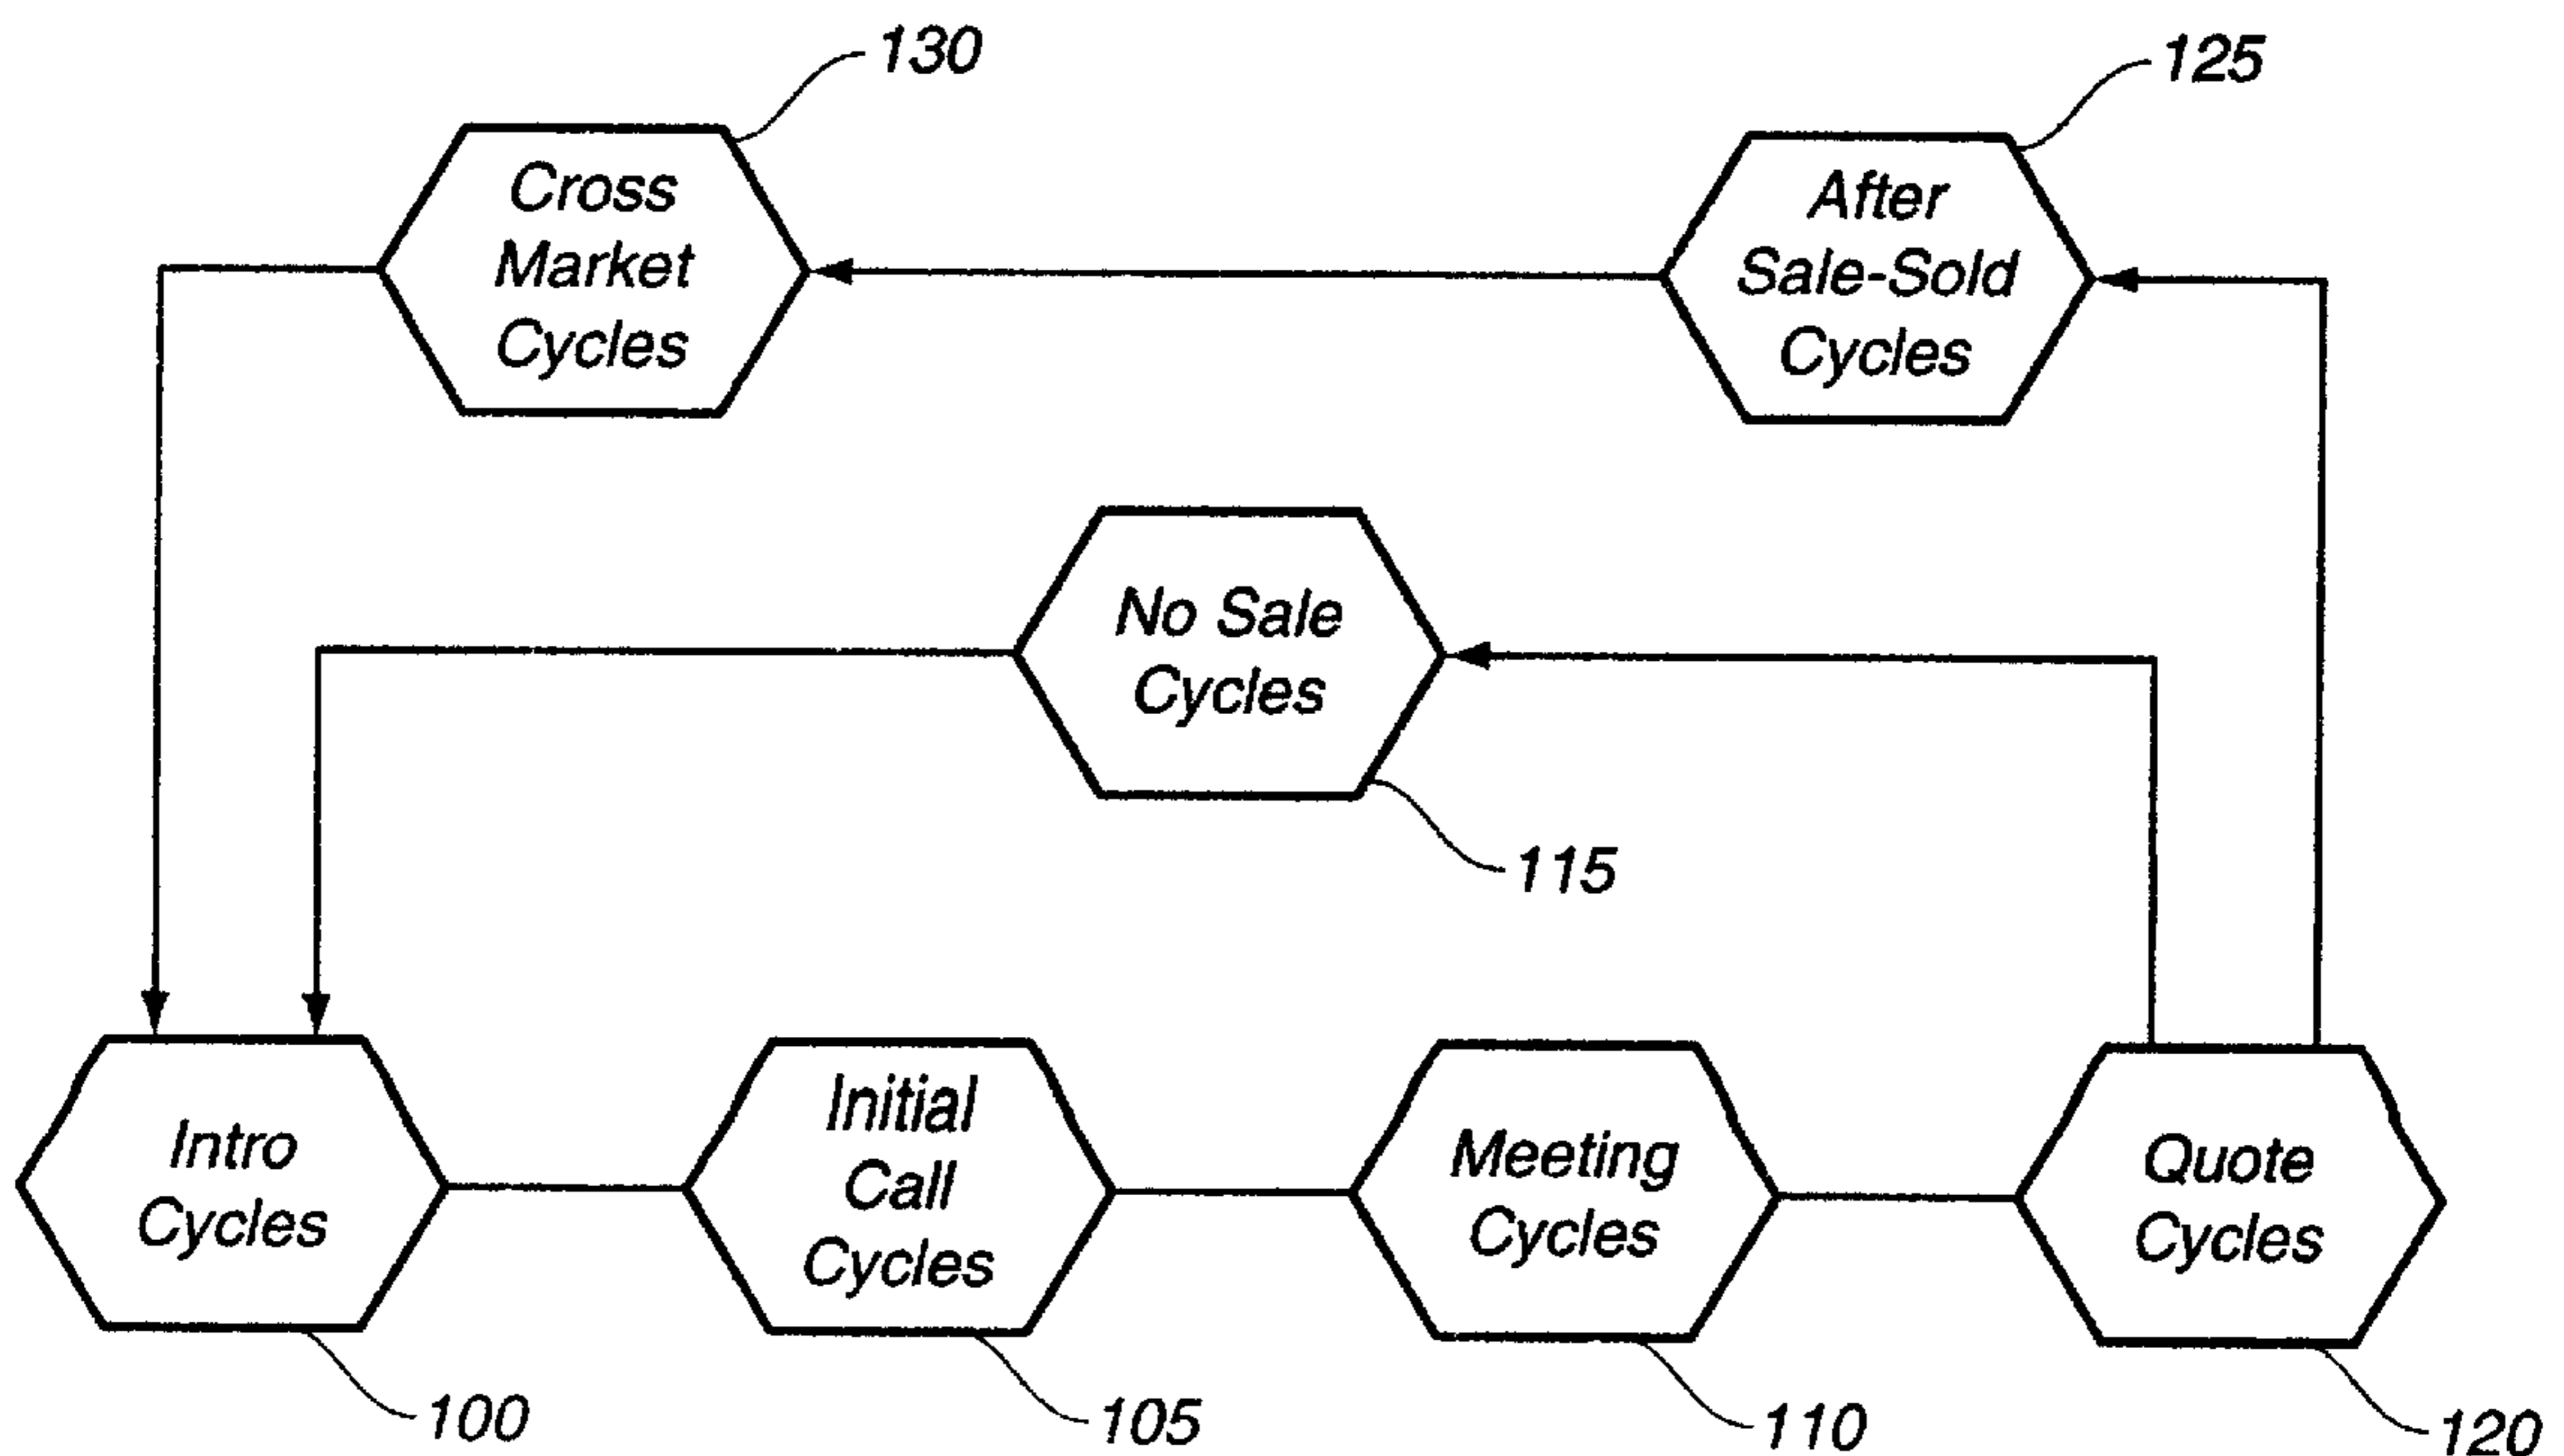 130
125
Cross
Market
Cycles
After
Sale-Sold
Cycles
No Sale
Cycles
115
Intro
Cycles
Initial
Call
Cycles
Meeting
Cycles
Quote
Cycles
100
105
110
120